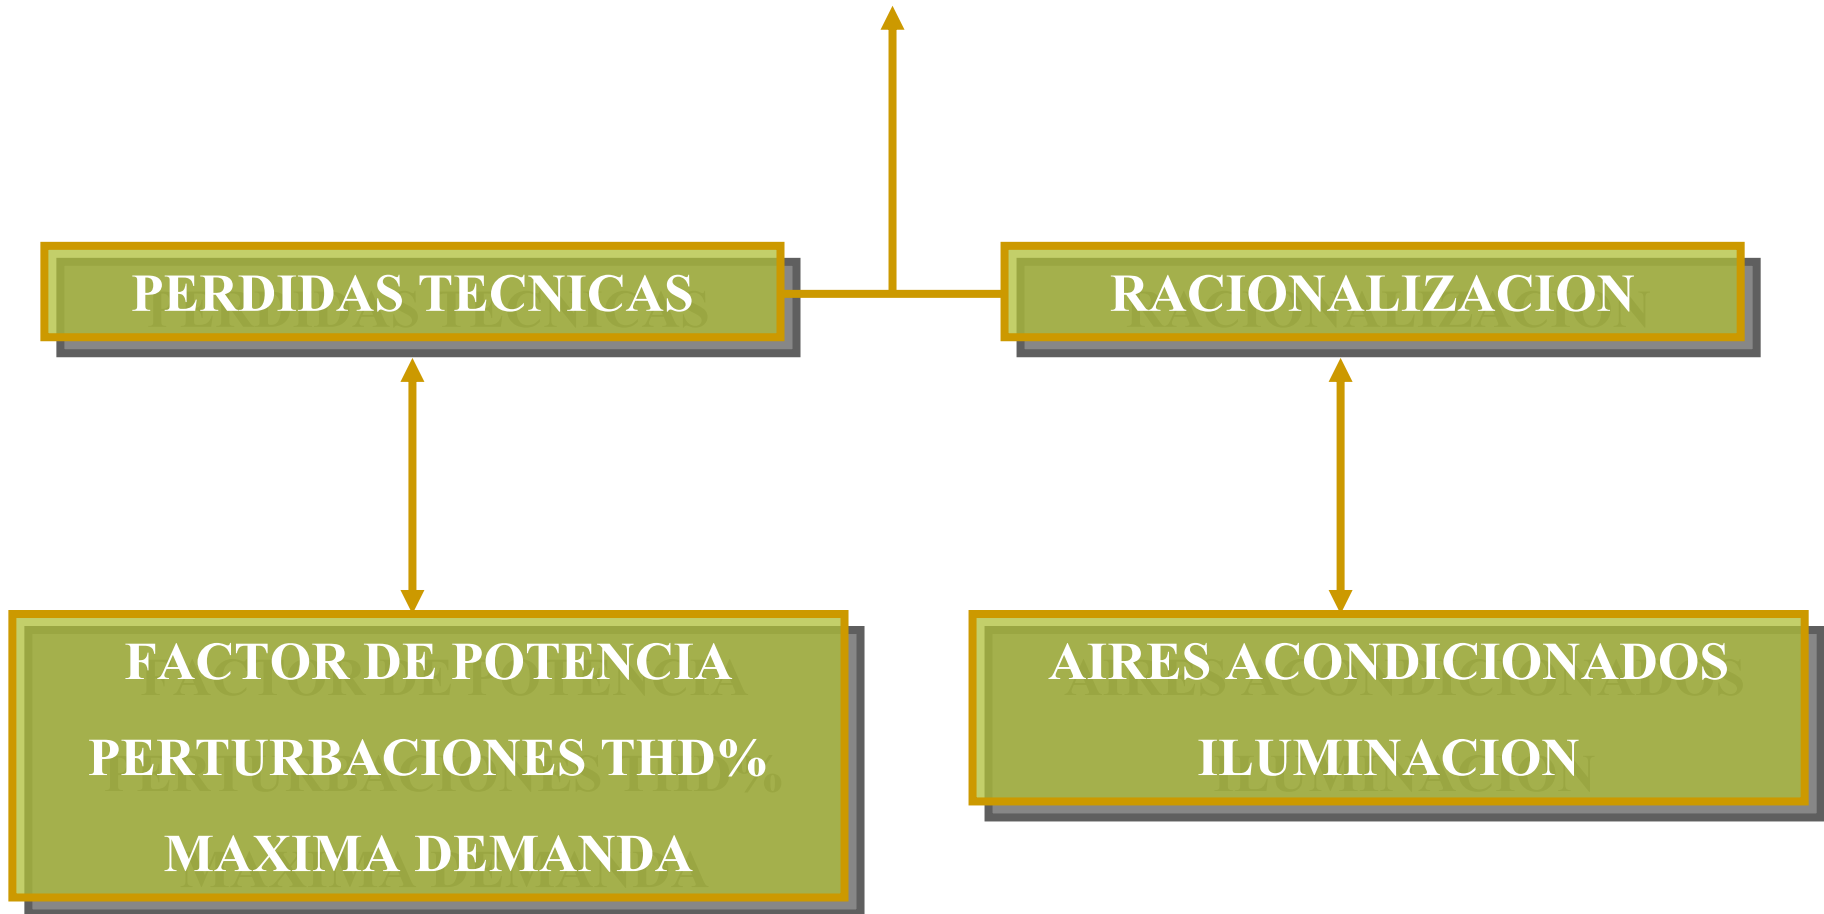 PERDIDAS TECNICAS
RACIONALIZACION
FACTOR DE POTENCIA
PERTURBACIONES THD%
MAXIMA DEMANDA
AIRES ACONDICIONADOS
ILUMINACION